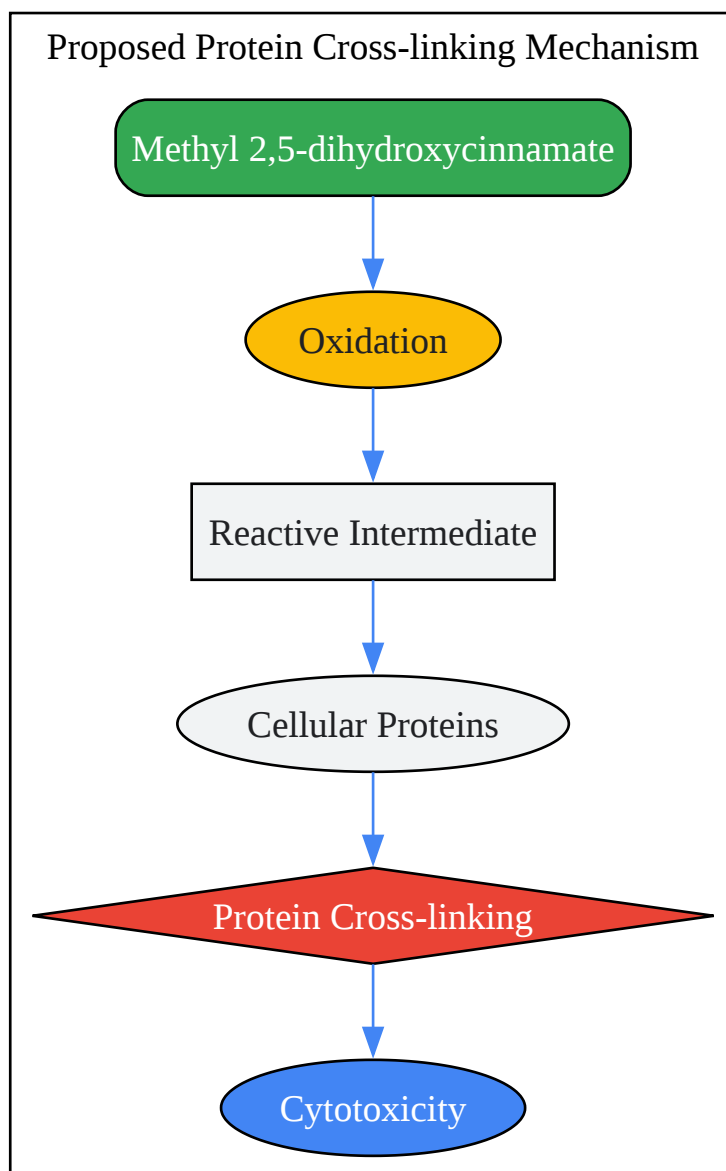 Proposed Protein Cross-linking Mechanism
Methyl 2,5-dihydroxycinnamate
Oxidation
Reactive Intermediate
Cellular Proteins
Protein Cross-linking
Cytotoxicity